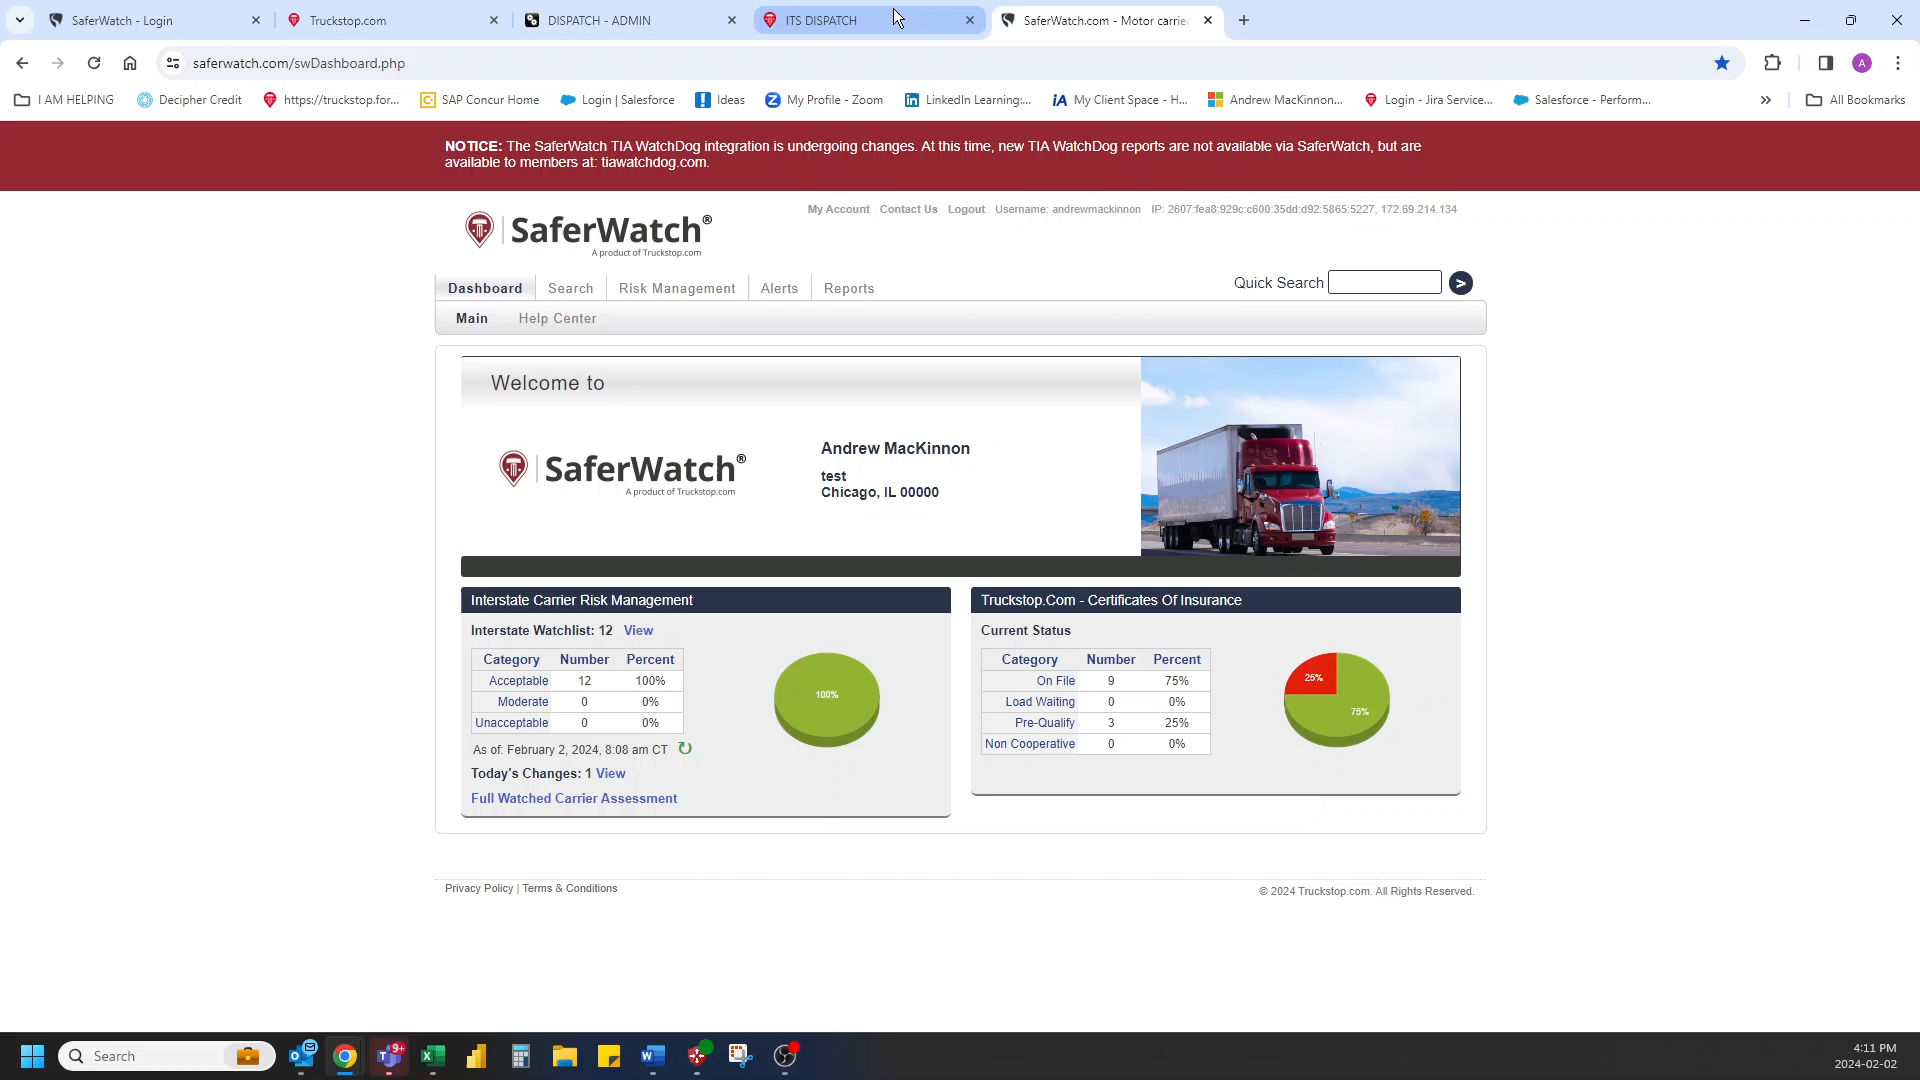 SaferWatch - Login
Truckstop.com
DISPATCH - ADMIN
ITS DISPATCH
SaferWatch.com - Motor carrie
saferwatch.com/swDashboard.php
A
I AM HELPING
Decipher Credit
https://truckstop.for...
SAP Concur Home
Login | Salesforce
Ideas
My Profile - Zoom
LinkedIn Learning:...
My Client Space - H...
Andrew MacKinnon...
Login - Jira Service...
Salesforce - Perform...
All Bookmarks
NOTICE: The SaferWatch TIA WatchDog integration is undergoing changes. At this time, new TIA WatchDog reports are not available via SaferWatch, but are
available to members at: tiawatchdog.com.
SaferWatch®
A product of Truckstop.com
My Account Contact Us Logout Username: andrewmackinnon IP: 2607:fea8:929c:c600:35dd:d92:5865:5227, 172.69.214.134
Dashboard Search Risk Management Alerts Reports
Quick Search >
Main Help Center
Welcome to
SaferWatch®
A product of Truckstop.com
Andrew MacKinnon
test
Chicago, IL 00000
Interstate Carrier Risk Management
Interstate Watchlist: 12 View
Category Number Percent
Acceptable 12 100%
Moderate 0 0%
Unacceptable 0 0%
100%
As of: February 2, 2024, 8:08 am CT
Today's Changes: 1 View
Full Watched Carrier Assessment
Truckstop.Com - Certificates Of Insurance
Current Status
Category Number Percent
On File 9 75%
Load Waiting 0 0%
Pre-Qualify 3 25%
Non Cooperative 0 0%
25%
75%
Privacy Policy | Terms & Conditions
© 2024 Truckstop.com. All Rights Reserved.
Search
9+
4:11 PM
2024-02-02